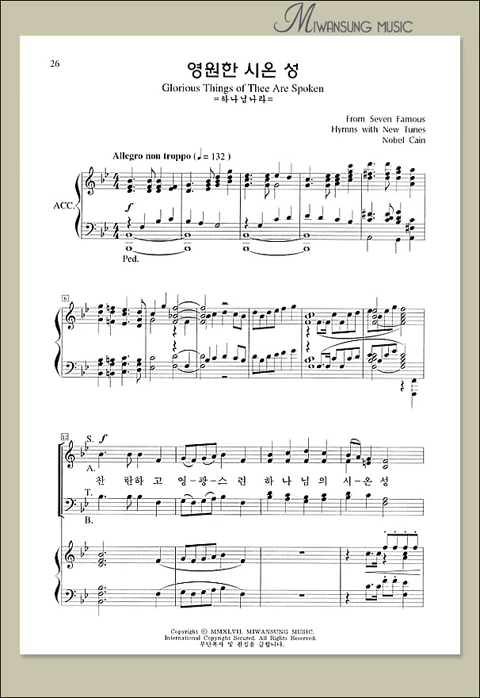 MIWANSUNG MUSIC
26
영원한 시온 성
Glorious Things of Thee Are Spoken
=하나님나라=
From Seven Famous
Hymns with New Tunes
Nobel Cain
Allegro non troppo (♩= 132 )
ACC.
f
Ped.
6
12
S.
f
A.
찬 란하고 영-광-스런 하나님의 시-온성
T.
B.
Copyright ⓒ MMXLVII. MIWANSUNG MUSIC.
International Copyright Secured. All Rights Reserved.
무단복사 및 편집을 금합니다.